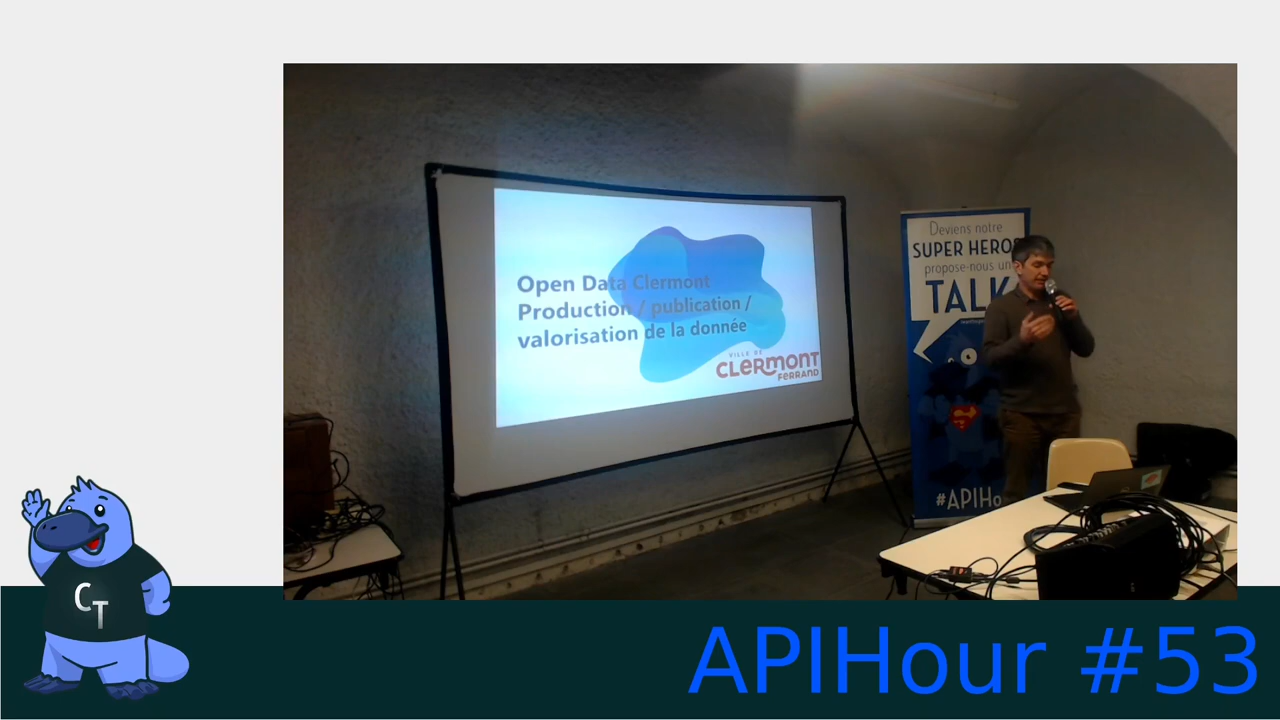 Open Data Clermont
Production / publication /
valorisation de la donnée
VILLE DE
CLERMONT
FERRAND
Deviens notre
SUPER HEROS
propose-nous un
TALK
#APIHo
CT
APIHour #53